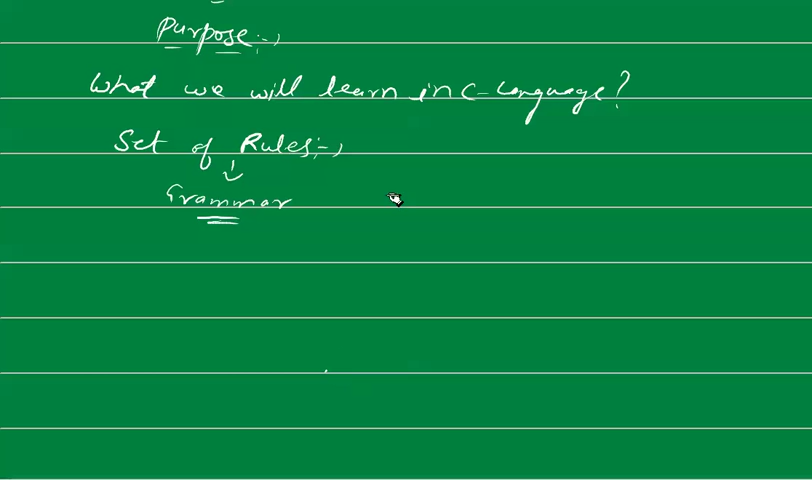 Purpose:-,
What we will learn in C-Language?
Set of Rules:-,
↓
Grammar